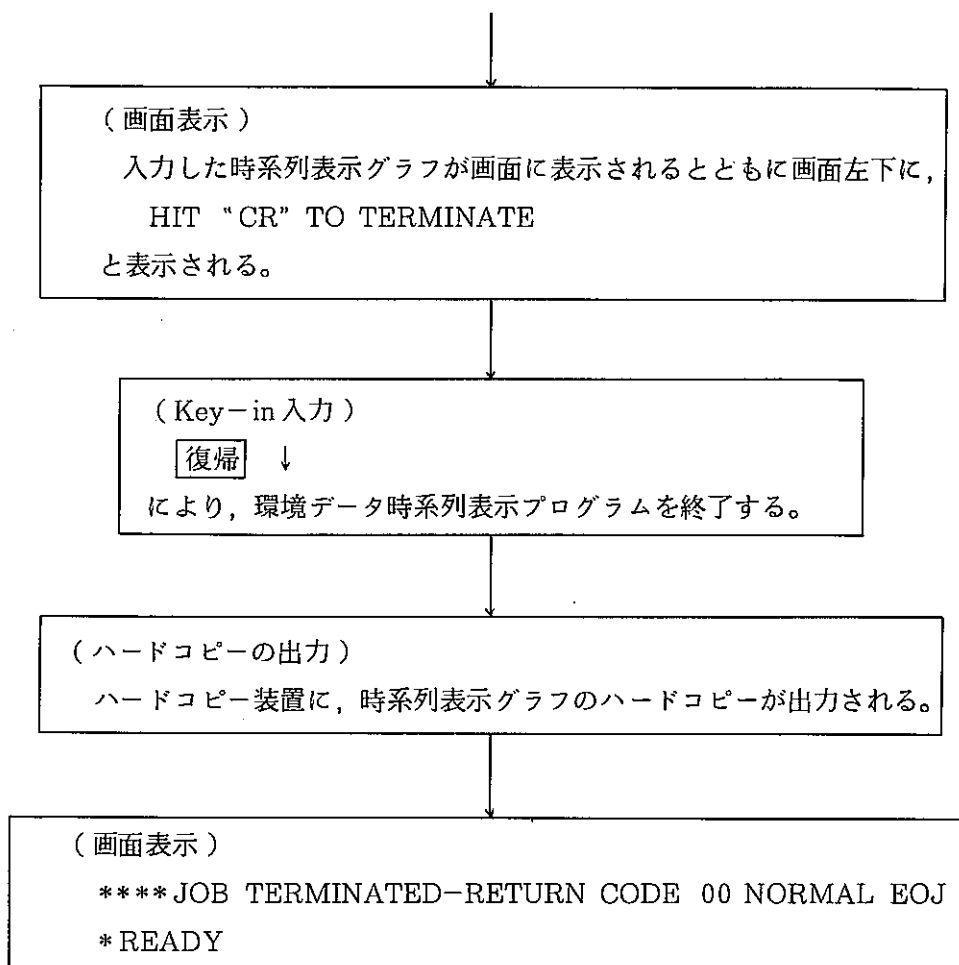 （画面表示）
入力した時系列表示グラフが画面に表示されるとともに画面左下に，
HIT “CR” TO TERMINATE
と表示される。
（Key－in入力）
復帰 ↓
により，環境データ時系列表示プログラムを終了する。
（ハードコピーの出力）
ハードコピー装置に，時系列表示グラフのハードコピーが出力される。
（画面表示）
****JOB TERMINATED－RETURN CODE 00 NORMAL EOJ
*READY